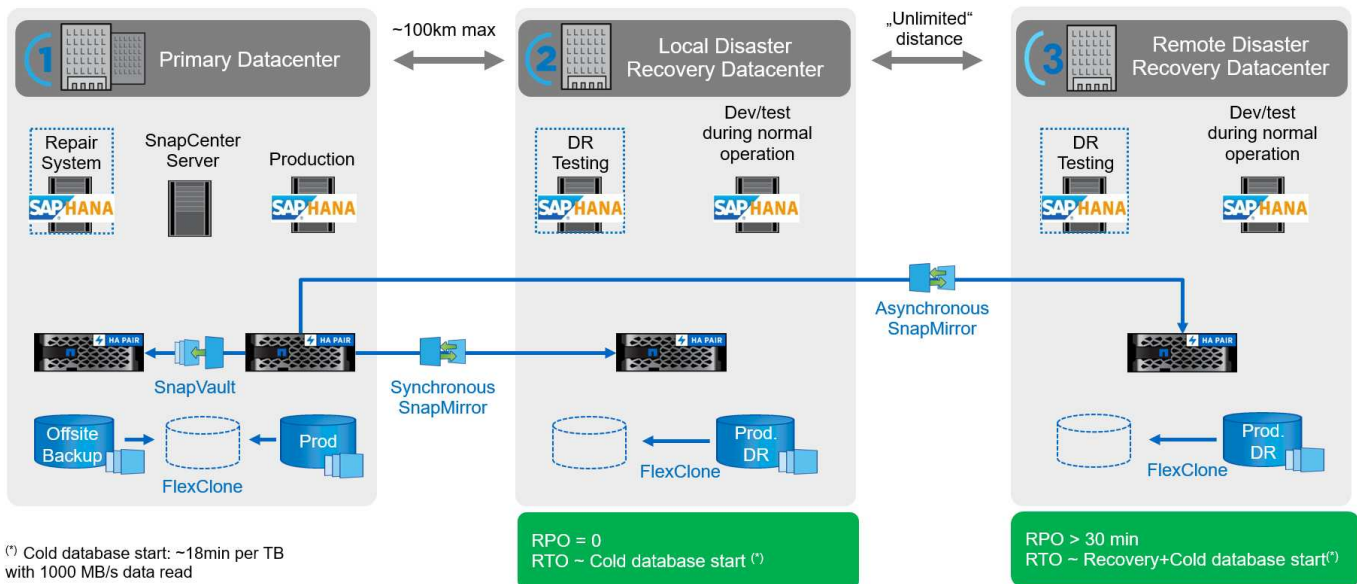 1
Primary Datacenter
~100km max
2
Local Disaster
Recovery Datacenter
„Unlimited“
distance
3
Remote Disaster
Recovery Datacenter
Repair
System
SAP HANA
SnapCenter
Server
Production
SAP HANA
DR
Testing
SAP HANA
Dev/test
during normal
operation
SAP HANA
DR
Testing
SAP HANA
Dev/test
during normal
operation
SAP HANA
Asynchronous
SnapMirror
HA PAIR
SnapVault
HA PAIR
Synchronous
SnapMirror
HA PAIR
HA PAIR
Offsite
Backup
FlexClone
Prod
FlexClone
Prod.
DR
FlexClone
Prod.
DR
(*) Cold database start: ~18min per TB
with 1000 MB/s data read
RPO = 0
RTO ~ Cold database start (*)
RPO > 30 min
RTO ~ Recovery+Cold database start(*)